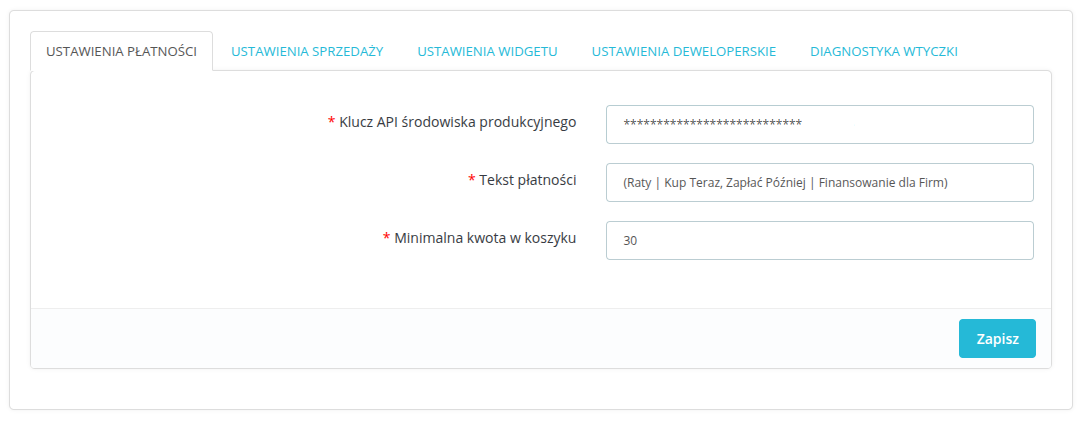 USTAWIENIA PŁATNOŚCI USTAWIENIA SPRZEDAŻY USTAWIENIA WIDGETU USTAWIENIA DEWELOPERSKIE DIAGNOSTYKA WTYCZKI
* Klucz API środowiska produkcyjnego ***************************
* Tekst płatności (Raty | Kup Teraz, Zapłać Później | Finansowanie dla Firm)
* Minimalna kwota w koszyku 30
Zapisz